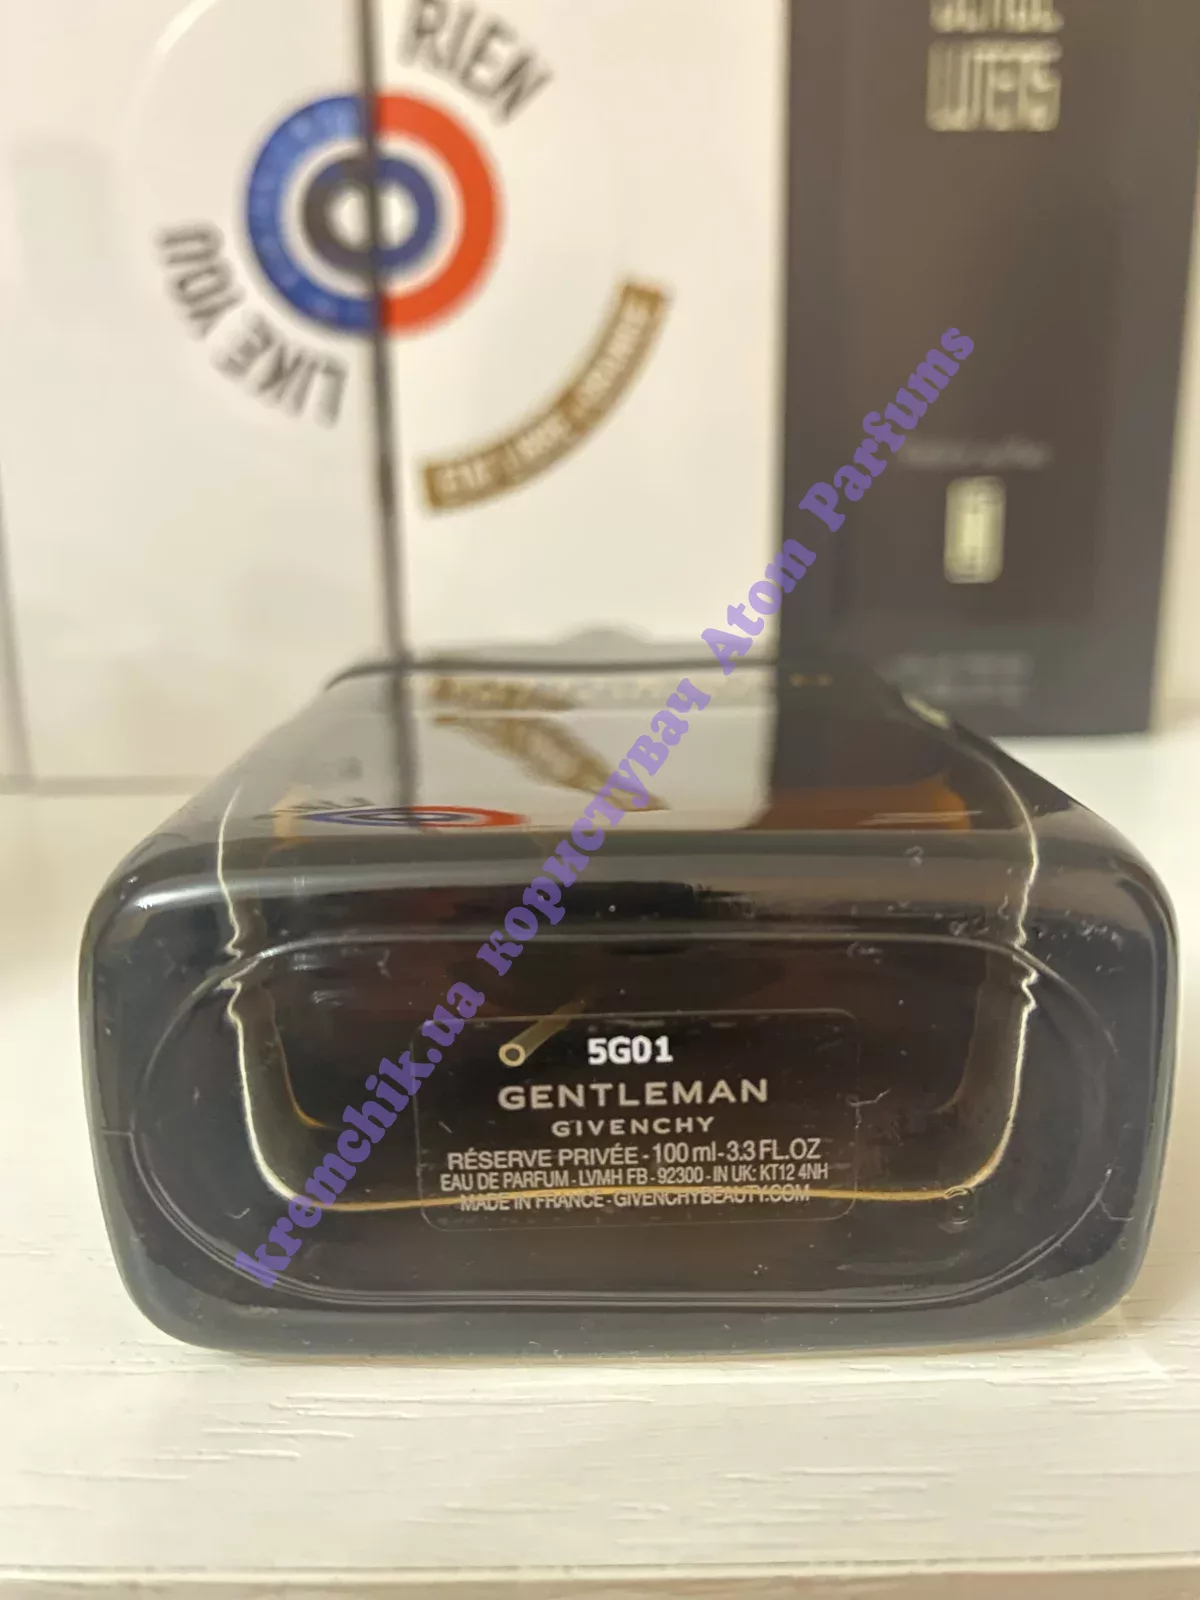 RIEN
LIKE YOU
5G01
GENTLEMAN
GIVENCHY
RÉSERVE PRIVÉE - 100 ml - 3.3 FL.OZ
EAU DE PARFUM - LVMH FB - 92300 - IN UK: KT12 4NH
MADE IN FRANCE - GIVENCHYBEAUTY.COM
kremchik.ua користувач Atom Parfums